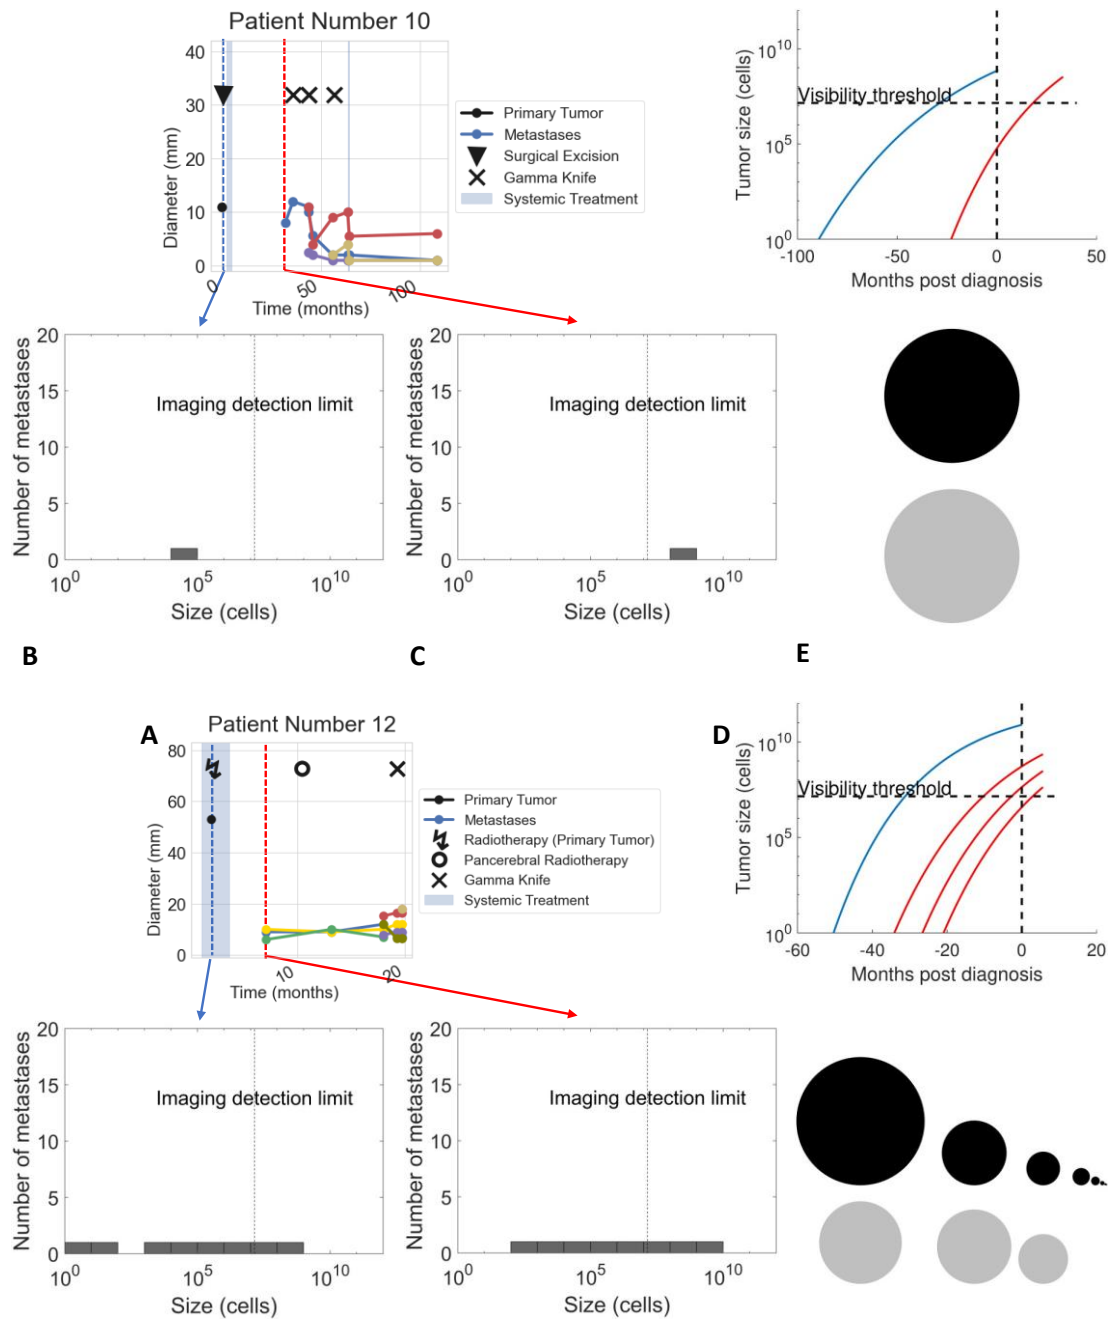 Patient Number 10
Diameter (mm)
40
30
20
10
0
0
50
100
Time (months)
Primary Tumor
Metastases
Surgical Excision
Gamma Knife
Systemic Treatment
Tumor size (cells)
10^10
10^5
10^0
Visibility threshold
-100
-50
0
50
Months post diagnosis
Number of metastases
20
15
10
5
0
Imaging detection limit
10^0
10^5
10^10
Size (cells)
Number of metastases
20
15
10
5
0
Imaging detection limit
10^0
10^5
10^10
Size (cells)
B
C
E
A
D
Patient Number 12
Diameter (mm)
80
60
40
20
0
10
20
Time (months)
Primary Tumor
Metastases
Radiotherapy (Primary Tumor)
Pancerebral Radiotherapy
Gamma Knife
Systemic Treatment
Tumor size (cells)
10^10
10^5
10^0
Visibility threshold
-60
-40
-20
0
20
Months post diagnosis
Number of metastases
20
15
10
5
0
Imaging detection limit
10^0
10^5
10^10
Size (cells)
Number of metastases
20
15
10
5
0
Imaging detection limit
10^0
10^5
10^10
Size (cells)